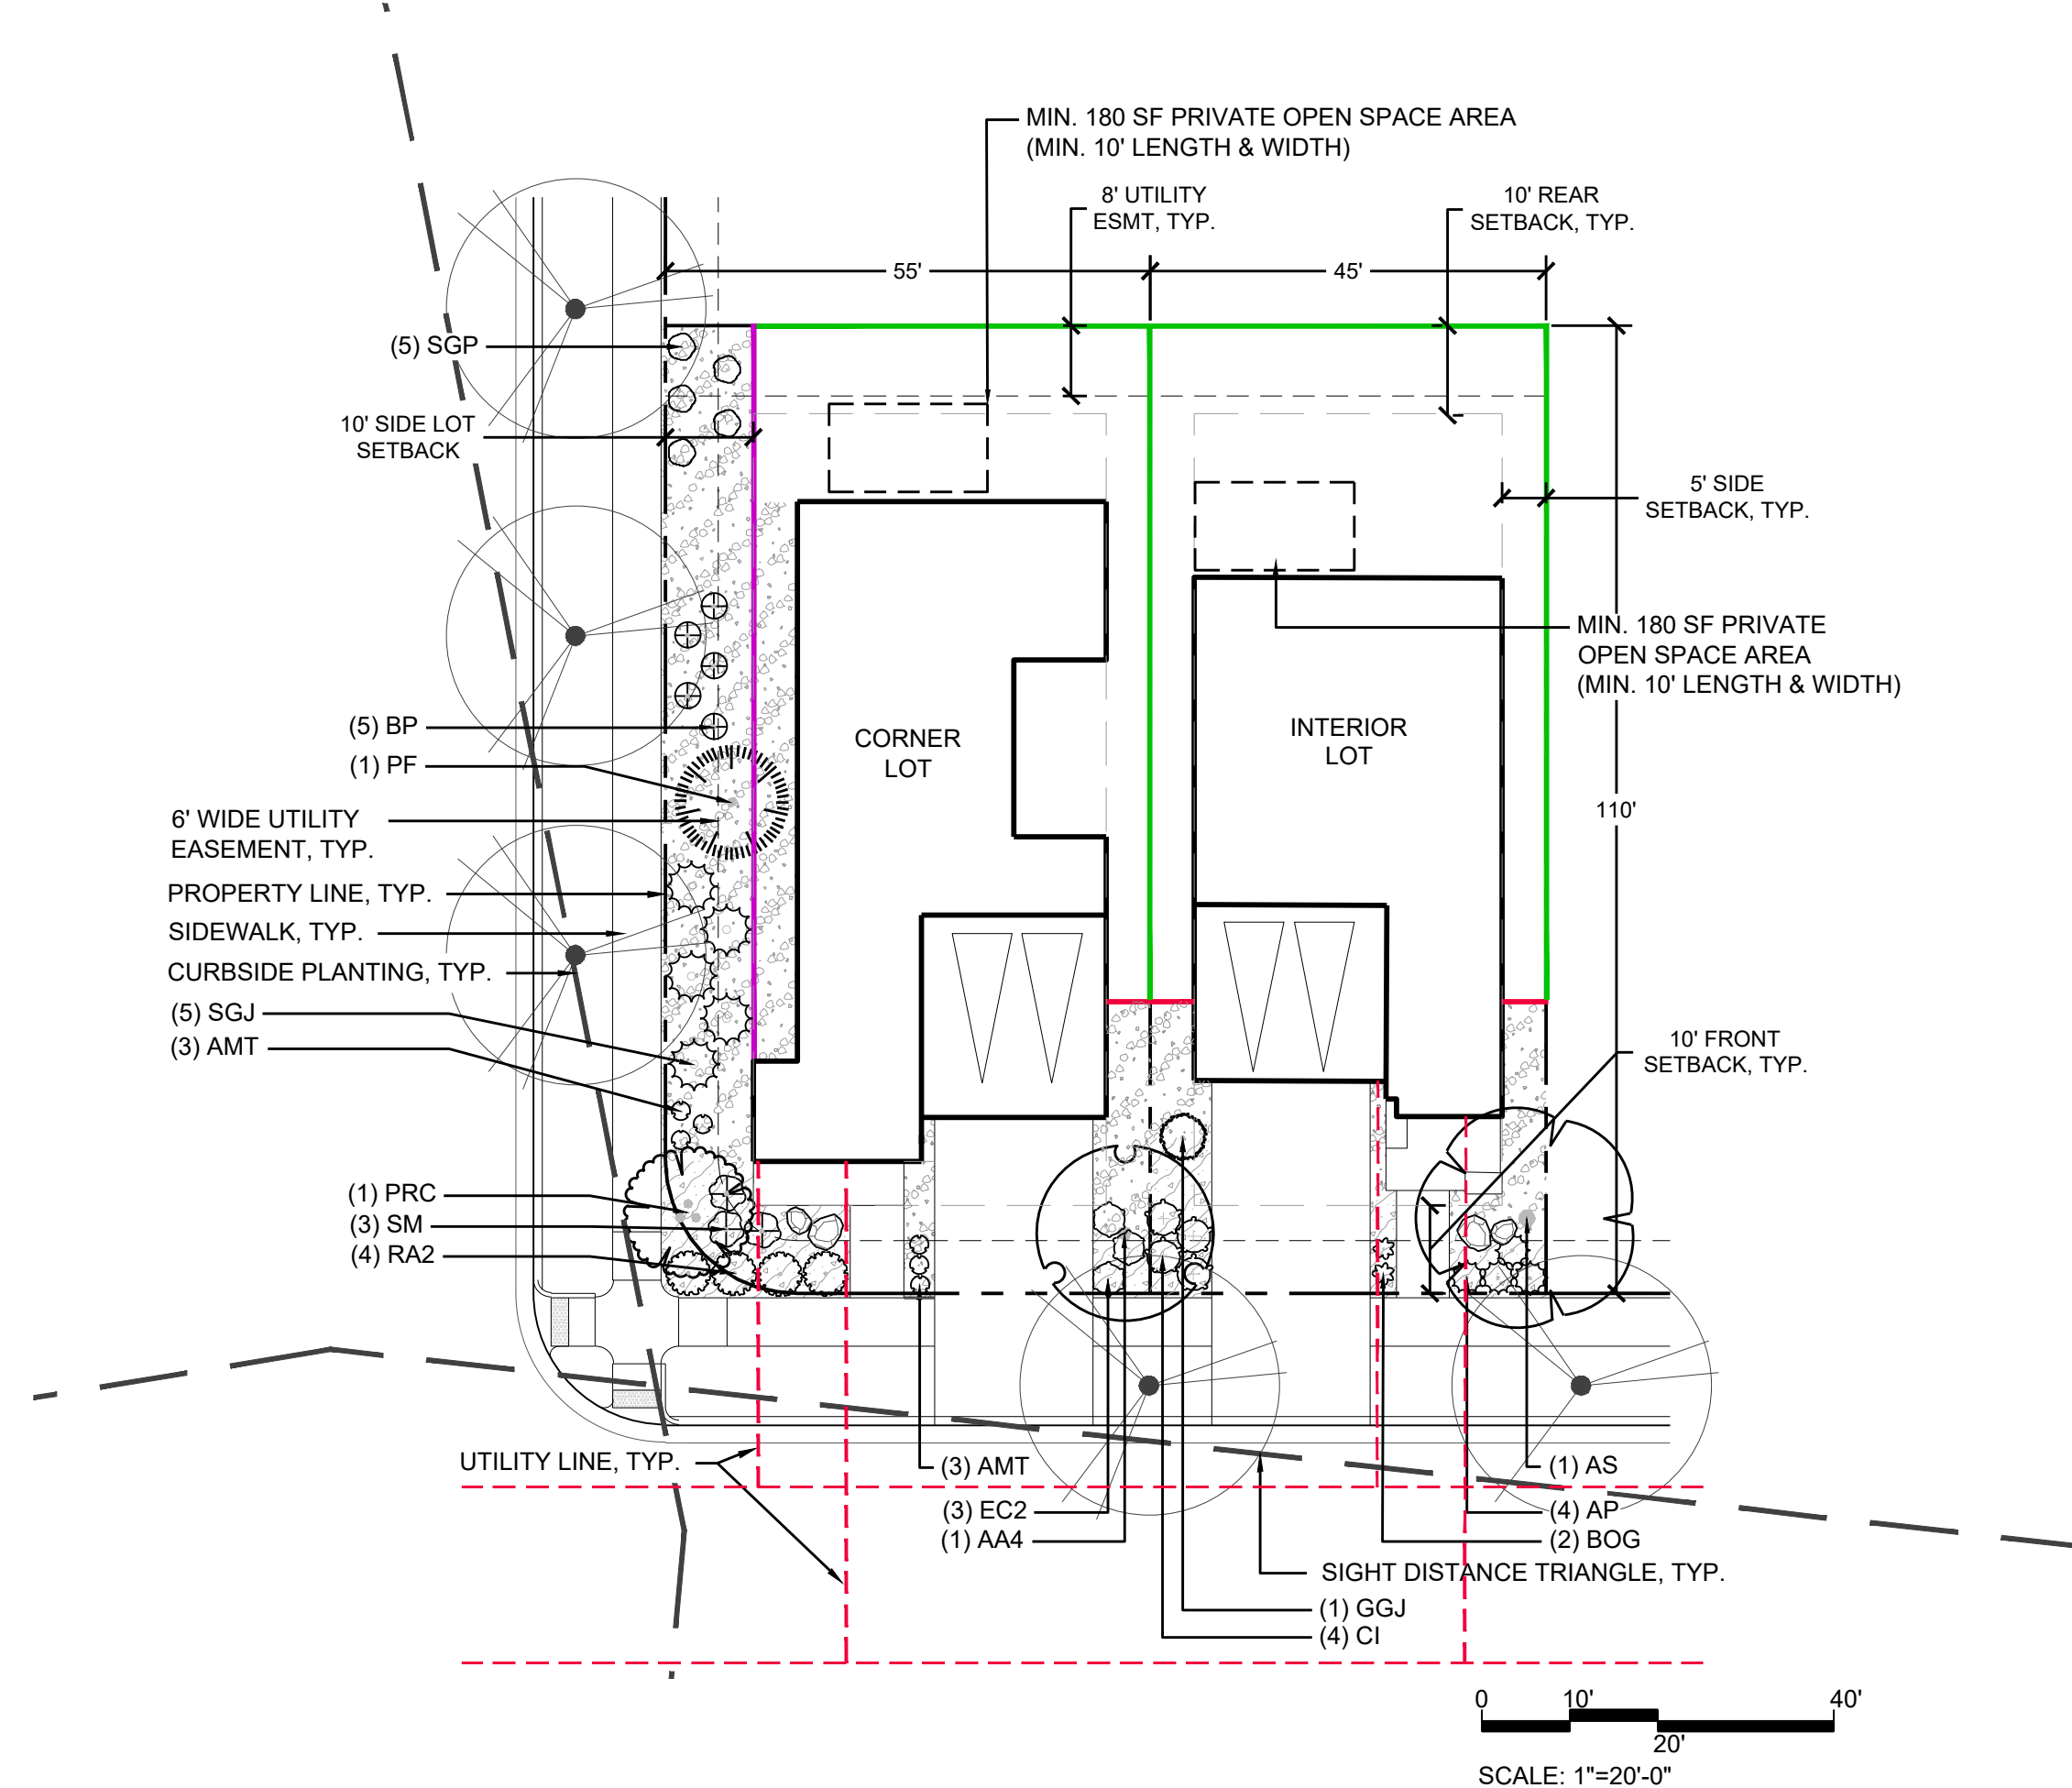 MIN. 180 SF PRIVATE OPEN SPACE AREA
(MIN. 10' LENGTH & WIDTH)
8' UTILITY
ESMT, TYP.
10' REAR
SETBACK, TYP.
55'
45'
(5) SGP
10' SIDE LOT
SETBACK
5' SIDE
SETBACK, TYP.
MIN. 180 SF PRIVATE
OPEN SPACE AREA
(MIN. 10' LENGTH & WIDTH)
CORNER
LOT
INTERIOR
LOT
(5) BP
(1) PF
110'
6' WIDE UTILITY
EASEMENT, TYP.
PROPERTY LINE, TYP.
SIDEWALK, TYP.
CURBSIDE PLANTING, TYP.
(5) SGJ
(3) AMT
10' FRONT
SETBACK, TYP.
(1) PRC
(3) SM
(4) RA2
UTILITY LINE, TYP.
(3) AMT
(1) AS
(3) EC2
(4) AP
(1) AA4
(2) BOG
SIGHT DISTANCE TRIANGLE, TYP.
(1) GGJ
(4) CI
0
10'
40'
20'
SCALE: 1"=20'-0"